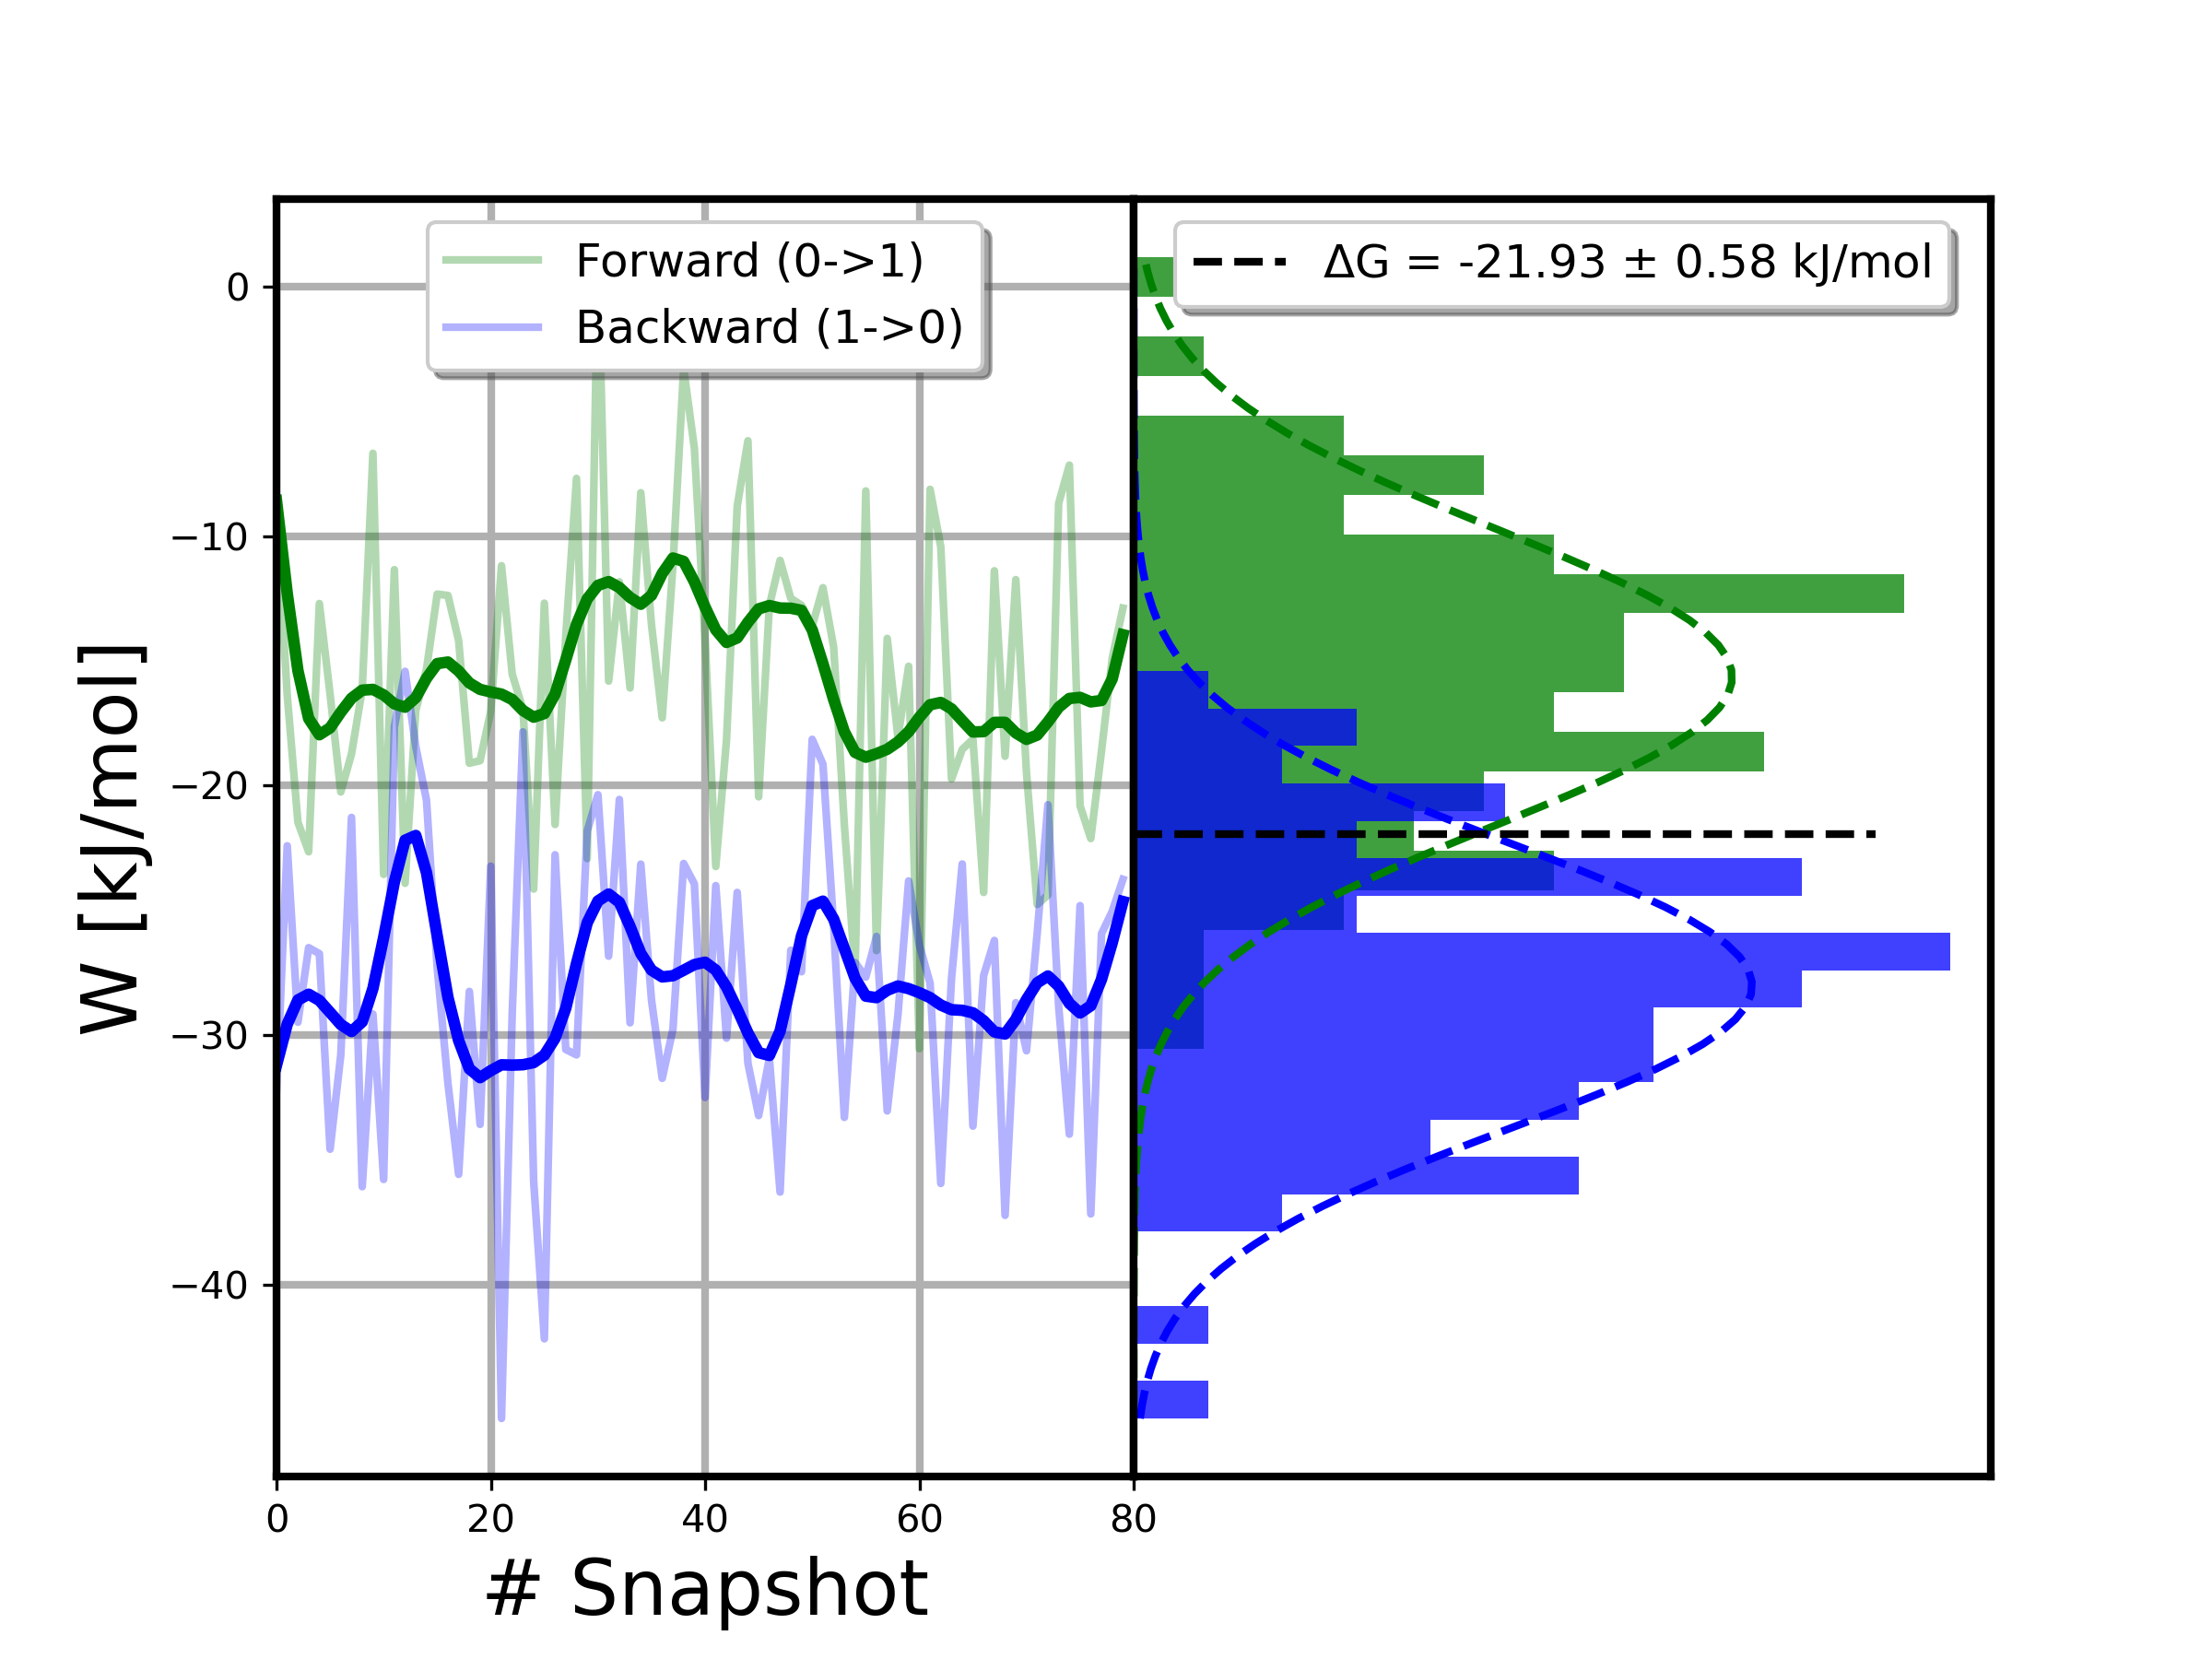 Forward (0->1)
Backward (1->0)
ΔG = -21.93 ± 0.58 kJ/mol
0
−10
−20
−30
−40
W [kJ/mol]
0 20 40 60 80
# Snapshot